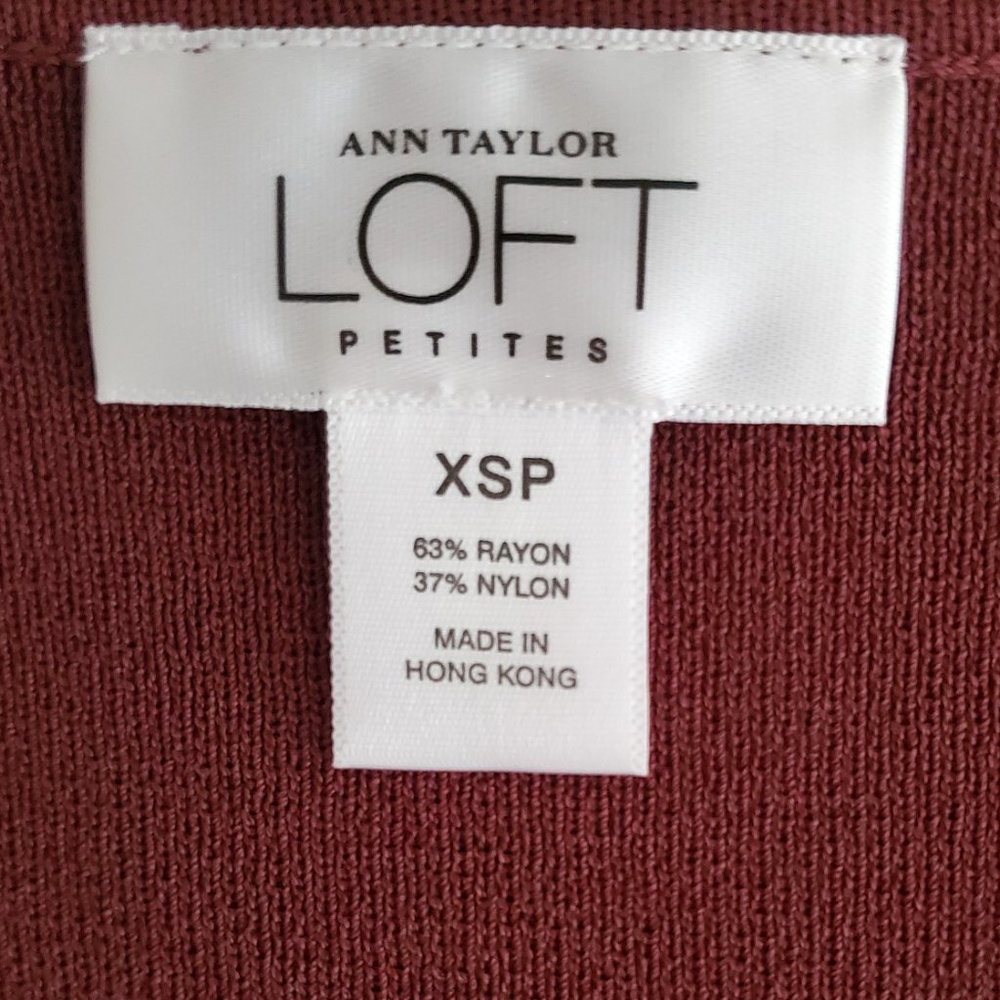 ANN TAYLOR
LOFT
PETITES
XSP
63% RAYON
37% NYLON
MADE IN
HONG KONG